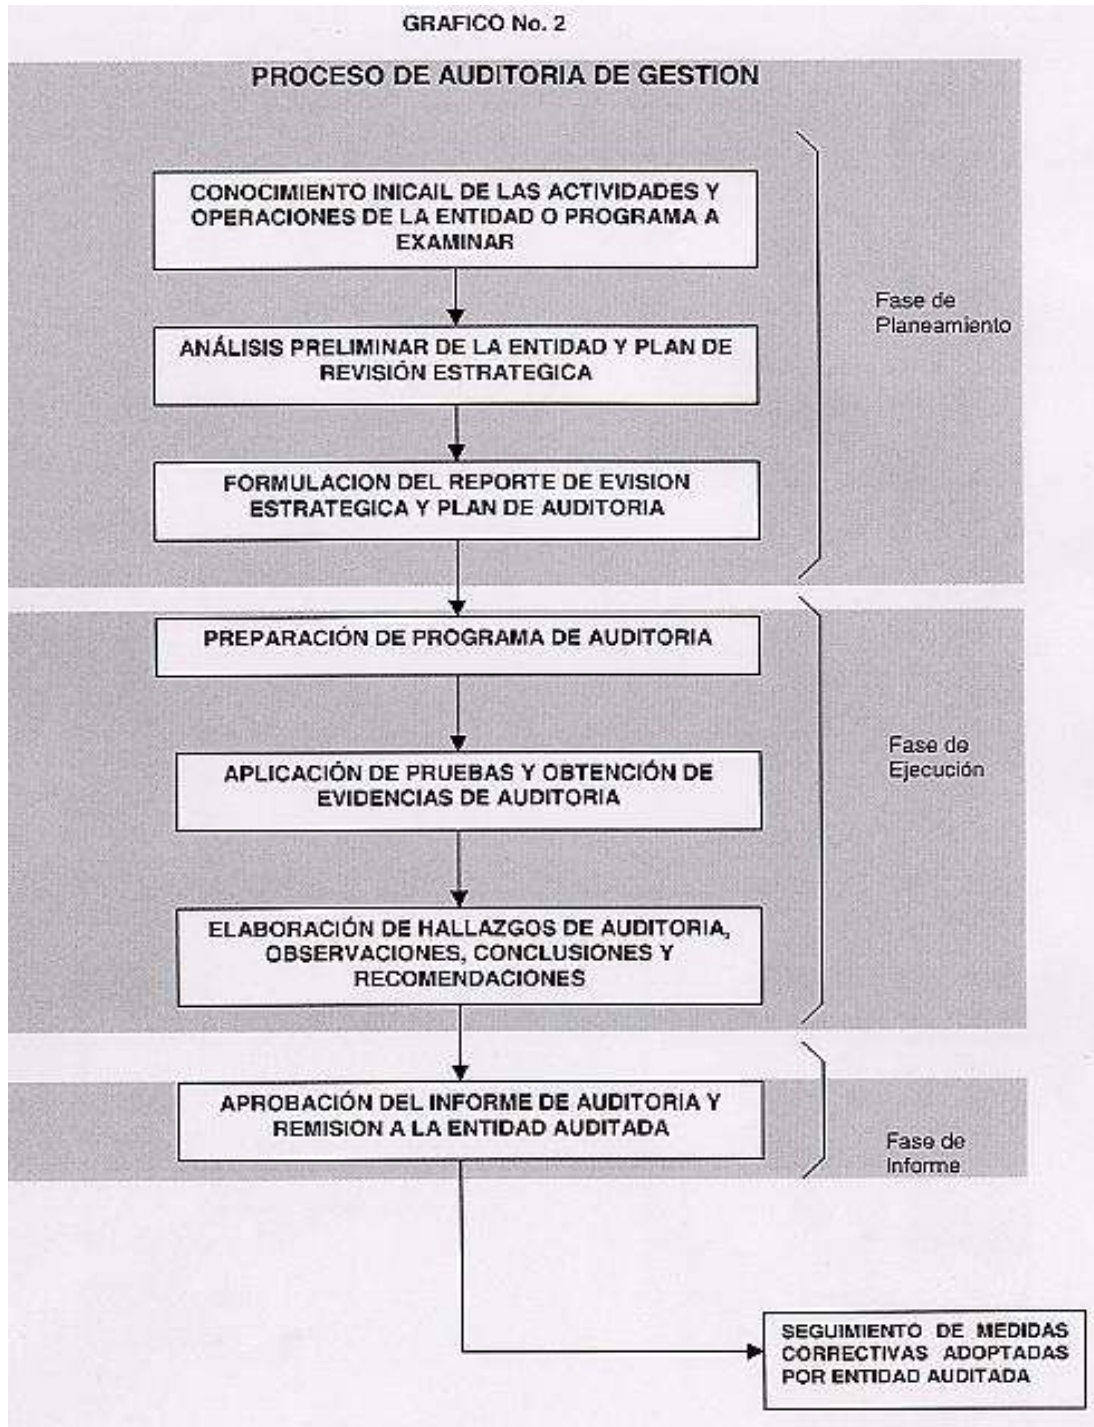 GRAFICO No. 2
PROCESO DE AUDITORIA DE GESTION
CONOCIMIENTO INICAIL DE LAS ACTIVIDADES Y
OPERACIONES DE LA ENTIDAD O PROGRAMA A
EXAMINAR
Fase de
Planeamiento
ANÁLISIS PRELIMINAR DE LA ENTIDAD Y PLAN DE
REVISIÓN ESTRATEGICA
FORMULACION DEL REPORTE DE EVISION
ESTRATEGICA Y PLAN DE AUDITORIA
PREPARACIÓN DE PROGRAMA DE AUDITORIA
Fase de
Ejecución
APLICACIÓN DE PRUEBAS Y OBTENCIÓN DE
EVIDENCIAS DE AUDITORIA
ELABORACIÓN DE HALLAZGOS DE AUDITORIA,
OBSERVACIONES, CONCLUSIONES Y
RECOMENDACIONES
APROBACIÓN DEL INFORME DE AUDITORIA Y
REMISION A LA ENTIDAD AUDITADA
Fase de
Informe
SEGUIMIENTO DE MEDIDAS
CORRECTIVAS ADOPTADAS
POR ENTIDAD AUDITADA